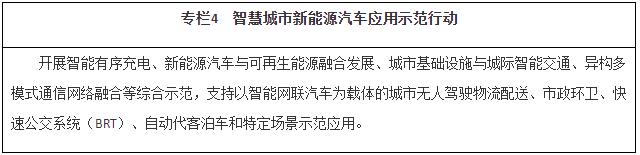 专栏4 智慧城市新能源汽车应用示范行动
开展智能有序充电、新能源汽车与可再生能源融合发展、城市基础设施与城际智能交通、异构多
模式通信网络融合等综合示范，支持以智能网联汽车为载体的城市无人驾驶物流配送、市政环卫、快
速公交系统（BRT）、自动代客泊车和特定场景示范应用。